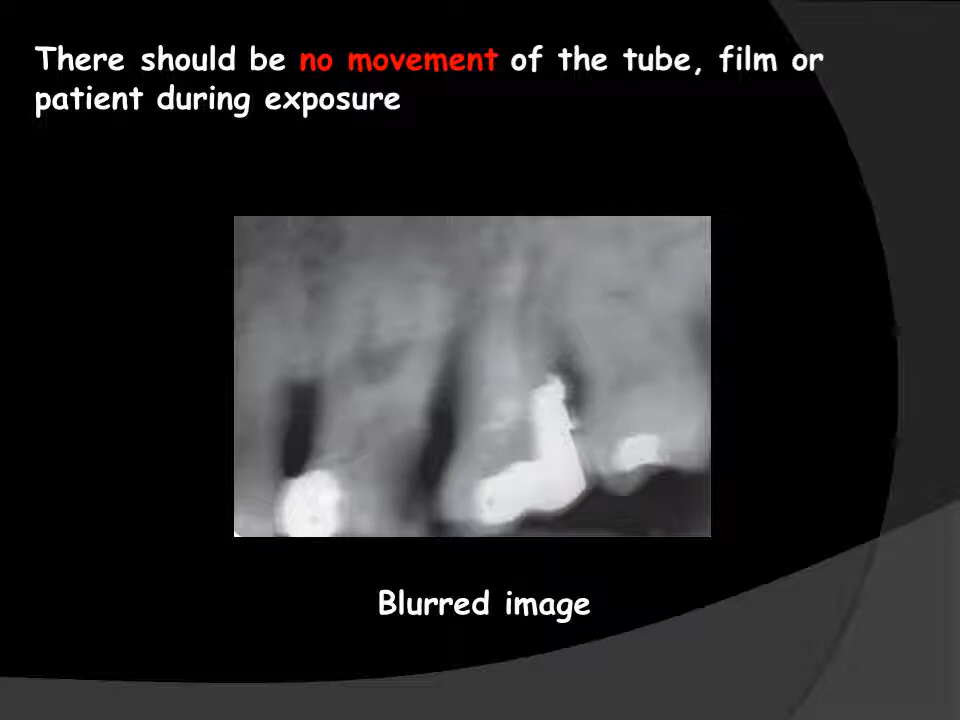 There should be no movement of the tube, film or
patient during exposure
Blurred image